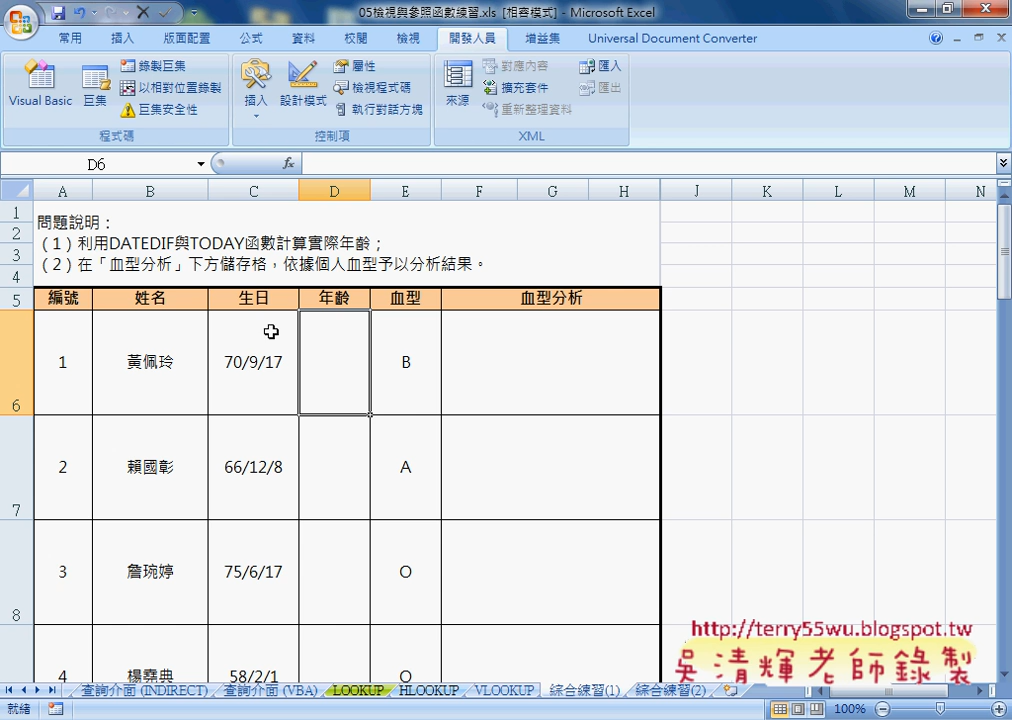 05檢視與參照函數練習.xls [相容模式] - Microsoft Excel
常用 插入 版面配置 公式 資料 校閱 檢視 開發人員 增益集 Universal Document Converter
Visual Basic 巨集 錄製巨集 以相對位置錄製 巨集安全性 程式碼
插入 設計模式 屬性 檢視程式碼 執行對話方塊 控制項
來源 對應內容 擴充套件 重新整理資料 匯入 匯出 XML
D6 fx
A B C D E F G H J K L M N
1 問題說明：
2
3 （1）利用DATEDIF與TODAY函數計算實際年齡；
4 （2）在「血型分析」下方儲存格，依據個人血型予以分析結果。
5 編號 姓名 生日 年齡 血型 血型分析
6 1 黃佩玲 70/9/17 B
7 2 賴國彰 66/12/8 A
8 3 詹琬婷 75/6/17 O
4 58/2/1 O
http://terry55wu.blogspot.tw
吳清輝老師錄製
查詢介面 (INDIRECT) 查詢介面 (VBA) LOOKUP HLOOKUP VLOOKUP 綜合練習(1) 綜合練習(2)
就緒 100%